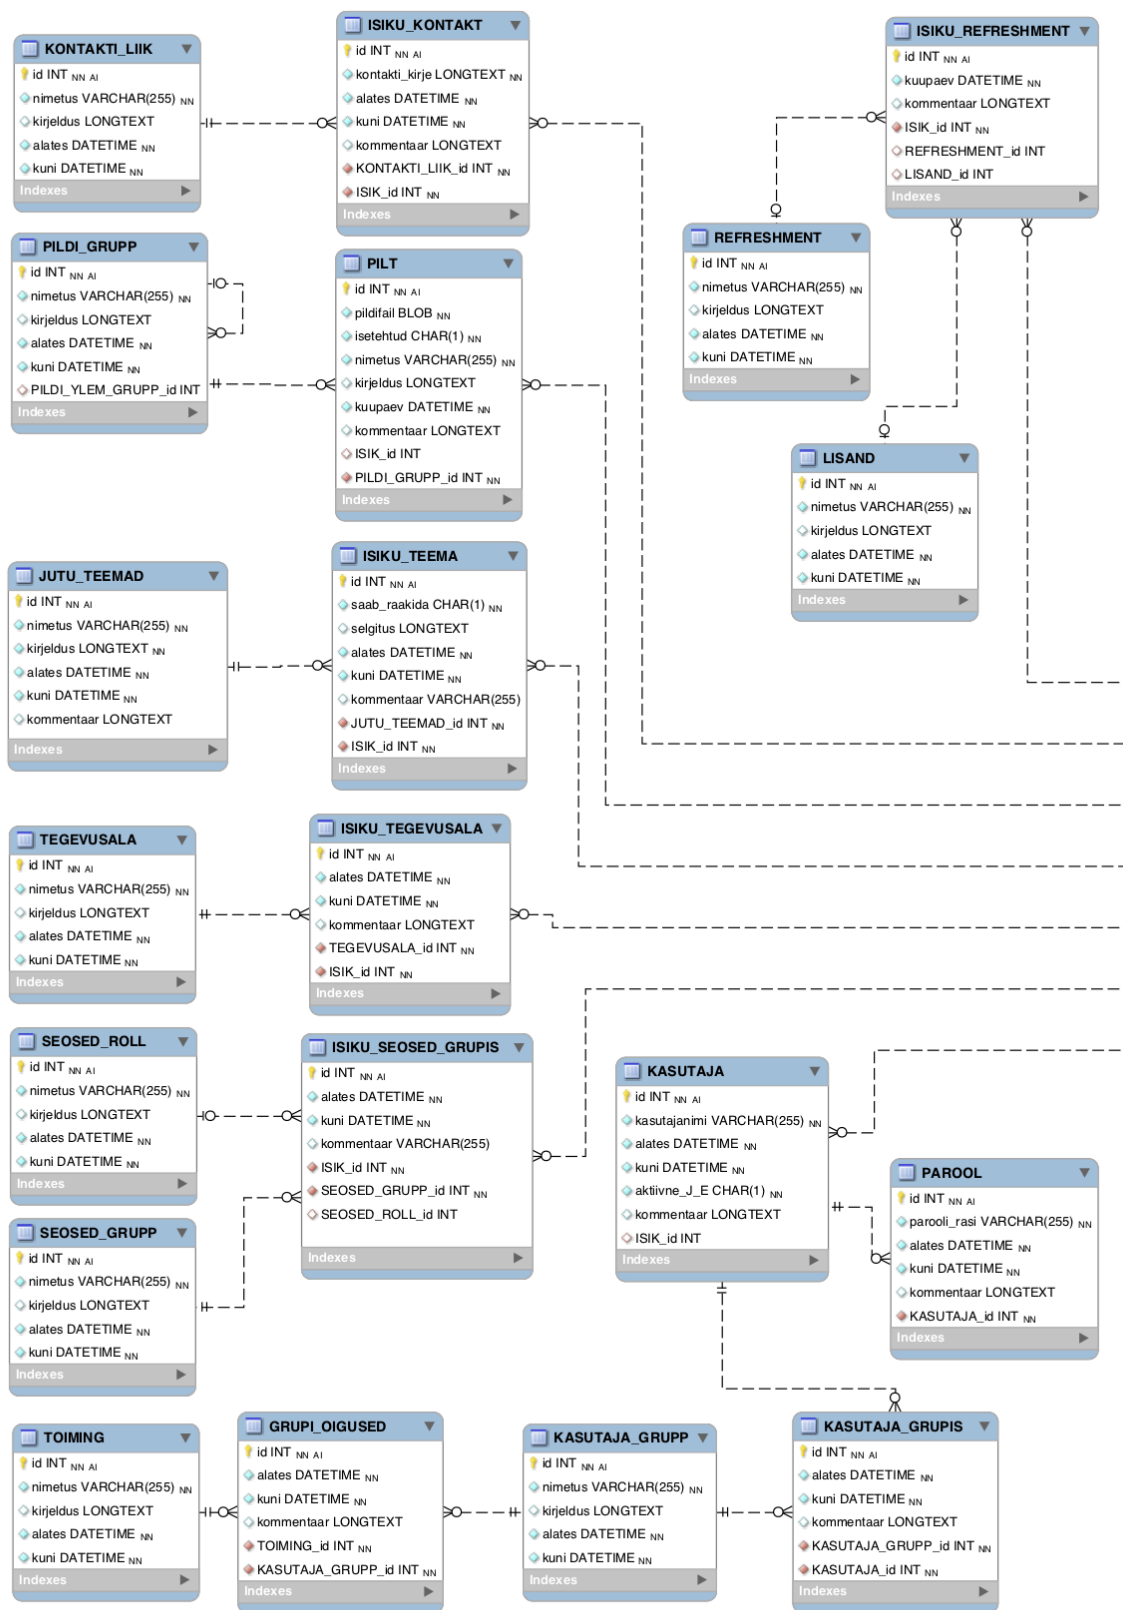 KONTAKTI_LIIK
id INT NN AI
nimetus VARCHAR(255) NN
kirjeldus LONGTEXT
alates DATETIME NN
kuni DATETIME NN
Indexes
ISIKU_KONTAKT
id INT NN AI
kontakti_kirje LONGTEXT NN
alates DATETIME NN
kuni DATETIME NN
kommentaar LONGTEXT
KONTAKTI_LIIK_id INT NN
ISIK_id INT NN
Indexes
ISIKU_REFRESHMENT
id INT NN AI
kuupaev DATETIME NN
kommentaar LONGTEXT
ISIK_id INT NN
REFRESHMENT_id INT
LISAND_id INT
Indexes
PILDI_GRUPP
id INT NN AI
nimetus VARCHAR(255) NN
kirjeldus LONGTEXT
alates DATETIME NN
kuni DATETIME NN
PILDI_YLEM_GRUPP_id INT
Indexes
PILT
id INT NN AI
pildifail BLOB NN
isetehtud CHAR(1) NN
nimetus VARCHAR(255) NN
kirjeldus LONGTEXT
kuupaev DATETIME NN
kommentaar LONGTEXT
ISIK_id INT
PILDI_GRUPP_id INT NN
Indexes
REFRESHMENT
id INT NN AI
nimetus VARCHAR(255) NN
kirjeldus LONGTEXT
alates DATETIME NN
kuni DATETIME NN
Indexes
LISAND
id INT NN AI
nimetus VARCHAR(255) NN
kirjeldus LONGTEXT
alates DATETIME NN
kuni DATETIME NN
Indexes
JUTU_TEEMAD
id INT NN AI
nimetus VARCHAR(255) NN
kirjeldus LONGTEXT NN
alates DATETIME NN
kuni DATETIME NN
kommentaar LONGTEXT
Indexes
ISIKU_TEEMA
id INT NN AI
saab_raakida CHAR(1) NN
selgitus LONGTEXT
alates DATETIME NN
kuni DATETIME NN
kommentaar VARCHAR(255)
JUTU_TEEMAD_id INT NN
ISIK_id INT NN
Indexes
TEGEVUSALA
id INT NN AI
nimetus VARCHAR(255) NN
kirjeldus LONGTEXT
alates DATETIME NN
kuni DATETIME NN
Indexes
ISIKU_TEGEVUSALA
id INT NN AI
alates DATETIME NN
kuni DATETIME NN
kommentaar LONGTEXT
TEGEVUSALA_id INT NN
ISIK_id INT NN
Indexes
SEOSED_ROLL
id INT NN AI
nimetus VARCHAR(255) NN
kirjeldus LONGTEXT
alates DATETIME NN
kuni DATETIME NN
Indexes
ISIKU_SEOSED_GRUPIS
id INT NN AI
alates DATETIME NN
kuni DATETIME NN
kommentaar VARCHAR(255)
ISIK_id INT NN
SEOSED_GRUPP_id INT NN
SEOSED_ROLL_id INT
Indexes
KASUTAJA
id INT NN AI
kasutajanimi VARCHAR(255) NN
alates DATETIME NN
kuni DATETIME NN
aktiivne_J_E CHAR(1) NN
kommentaar LONGTEXT
ISIK_id INT
Indexes
PAROOL
id INT NN AI
parooli_rasi VARCHAR(255) NN
alates DATETIME NN
kuni DATETIME NN
kommentaar LONGTEXT
KASUTAJA_id INT NN
Indexes
SEOSED_GRUPP
id INT NN AI
nimetus VARCHAR(255) NN
kirjeldus LONGTEXT
alates DATETIME NN
kuni DATETIME NN
Indexes
TOIMING
id INT NN AI
nimetus VARCHAR(255) NN
kirjeldus LONGTEXT
alates DATETIME NN
kuni DATETIME NN
Indexes
GRUPI_OIGUSED
id INT NN AI
alates DATETIME NN
kuni DATETIME NN
kommentaar LONGTEXT
TOIMING_id INT NN
KASUTAJA_GRUPP_id INT NN
Indexes
KASUTAJA_GRUPP
id INT NN AI
nimetus VARCHAR(255) NN
kirjeldus LONGTEXT
alates DATETIME NN
kuni DATETIME NN
Indexes
KASUTAJA_GRUPIS
id INT NN AI
alates DATETIME NN
kuni DATETIME NN
kommentaar LONGTEXT
KASUTAJA_GRUPP_id INT NN
KASUTAJA_id INT NN
Indexes